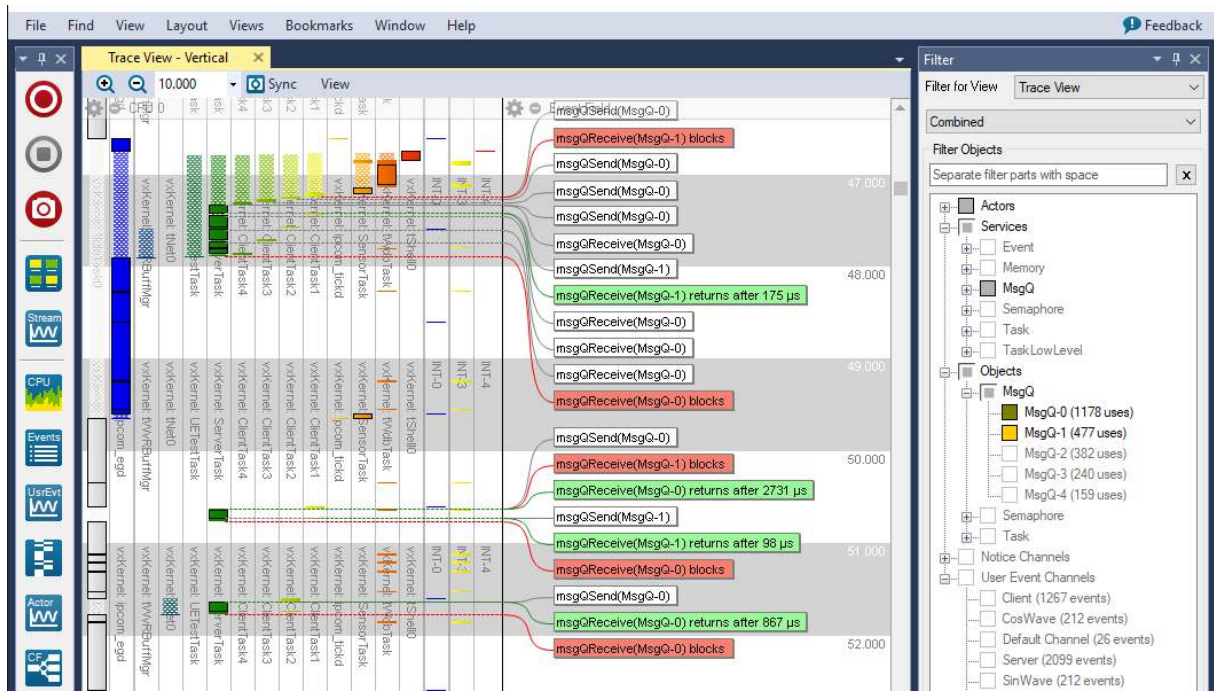 File Find View Layout Views Bookmarks Window Help Feedback
Trace View - Vertical
10.000 Sync View
CPU 0
Event Field
msgQSend(MsgQ-0)
msgQReceive(MsgQ-1) blocks
msgQSend(MsgQ-0)
47.000
msgQSend(MsgQ-0)
msgQSend(MsgQ-0)
msgQReceive(MsgQ-0)
msgQSend(MsgQ-1)
48.000
msgQReceive(MsgQ-1) returns after 175 µs
msgQReceive(MsgQ-0)
msgQReceive(MsgQ-0)
49.000
msgQReceive(MsgQ-0)
msgQReceive(MsgQ-0) blocks
msgQSend(MsgQ-0)
50.000
msgQReceive(MsgQ-1) blocks
msgQReceive(MsgQ-0) returns after 2731 µs
msgQSend(MsgQ-1)
msgQReceive(MsgQ-1) returns after 98 µs
51.000
msgQReceive(MsgQ-0) blocks
msgQSend(MsgQ-0)
msgQReceive(MsgQ-0) returns after 867 µs
52.000
msgQReceive(MsgQ-0) blocks
vxKernel: tNet0
vxKernel: UETestTask
vxKernel: ClientTask4
vxKernel: ClientTask3
vxKernel: ClientTask2
vxKernel: ClientTask1
vxKernel: ipcom_tickd
vxKernel: SensorTask
vxKernel: tShell0
INT-0
INT-3
INT-4
Stream
CPU
Events
UsrEvt
Actor
CF
Filter
Filter for View Trace View
Combined
Filter Objects
Separate filter parts with space x
Actors
Services
Event
Memory
MsgQ
Semaphore
Task
TaskLowLevel
Objects
MsgQ
MsgQ-0 (1178 uses)
MsgQ-1 (477 uses)
MsgQ-2 (382 uses)
MsgQ-3 (240 uses)
MsgQ-4 (159 uses)
Semaphore
Task
Notice Channels
User Event Channels
Client (1267 events)
CosWave (212 events)
Default Channel (26 events)
Server (2099 events)
SinWave (212 events)